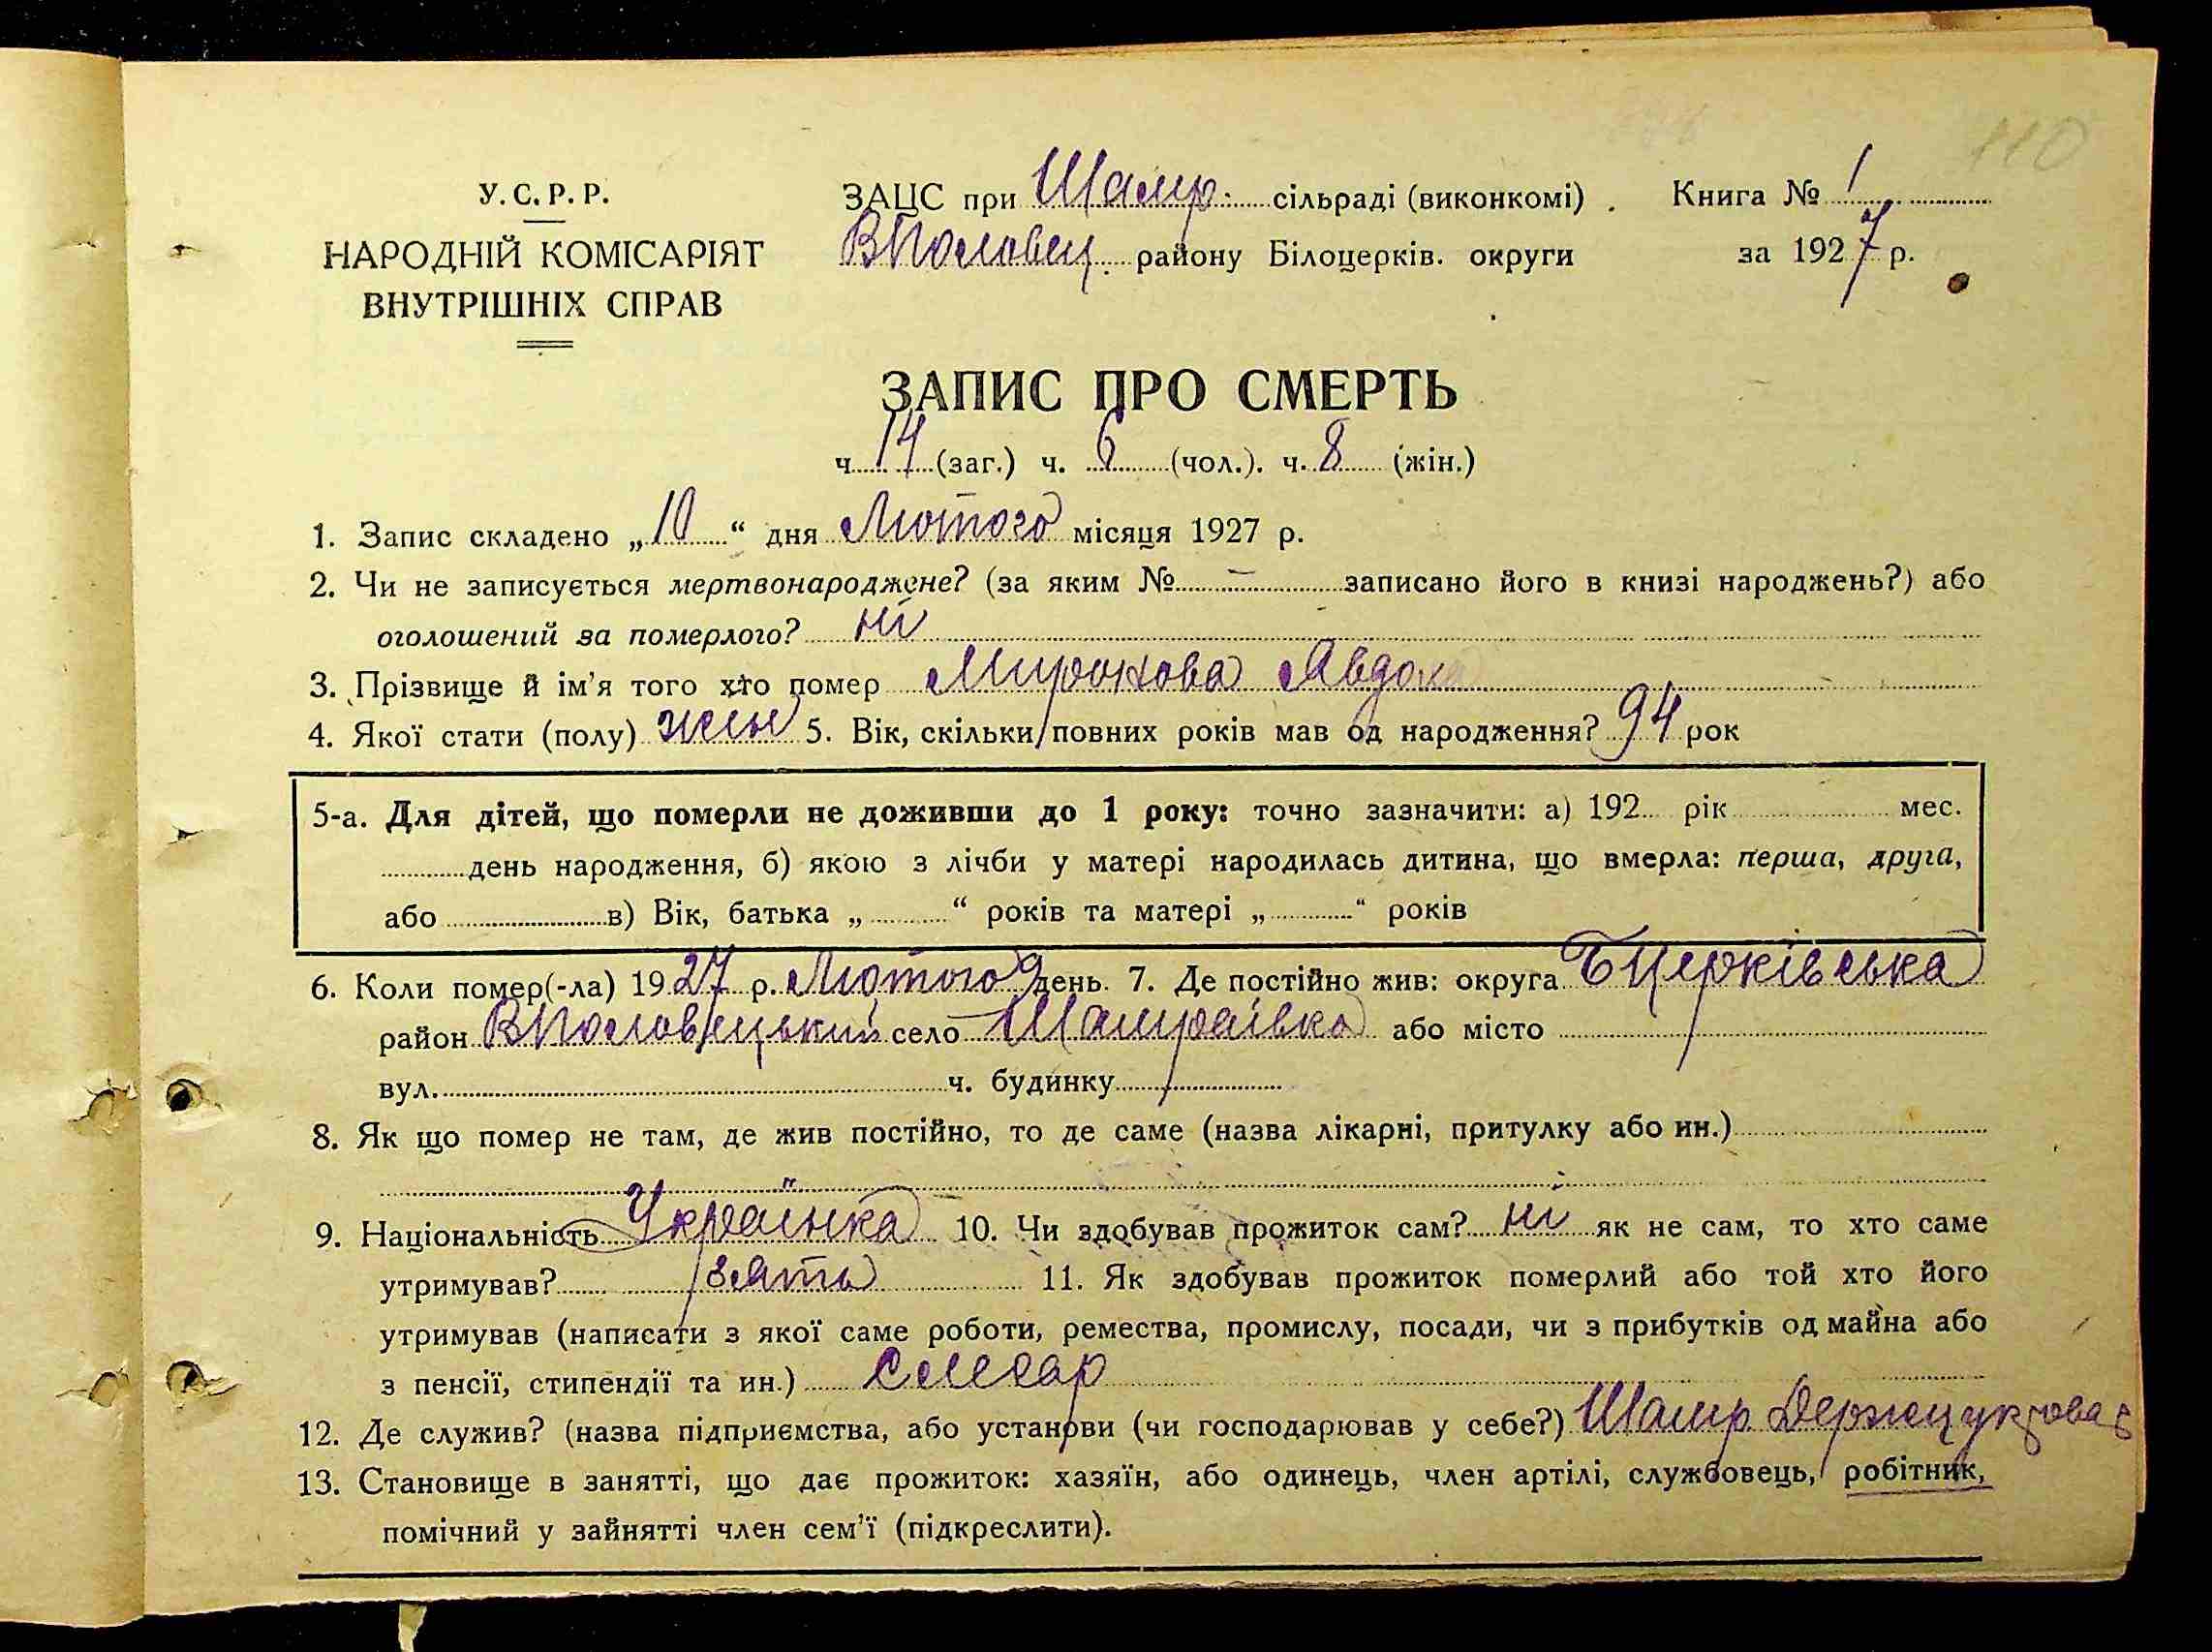 110
У.С.Р.Р.
НАРОДНІЙ КОМІСАРІЯТ
ВНУТРІШНІХ СПРАВ
ЗАЦС при Шамр. сільраді (виконкомі). Книга № 1
ВПоловец. району Білоцерків. округи за 1927 р.
ЗАПИС ПРО СМЕРТЬ
ч. 14 (заг.) ч. 6 (чол.). ч. 8 (жін.)
1. Запис складено „10“ дня Лютого місяця 1927 р.
2. Чи не записується мертвонароджене? (за яким № – записано його в книзі народжень?) або
оголошений за померлого? ні
3. Прізвище й ім'я того хто помер Миронова Явдоха
4. Якої стати (полу) жін 5. Вік, скільки повних років мав од народження? 94 рок
5-а. Для дітей, що померли не доживши до 1 року: точно зазначити: а) 192 рік мес.
день народження, б) якою з лічби у матері народилась дитина, що вмерла: перша, друга,
або в) Вік, батька „ “ років та матері „ “ років
6. Коли помер(-ла) 1927 р. Лютого 9 день. 7. Де постійно жив: округа БЦерківська
район ВПоловецький село Шамраївка або місто
вул. ч. будинку
8. Як що помер не там, де жив постійно, то де саме (назва лікарні, притулку або ин.)
9. Національність Українка 10. Чи здобував прожиток сам? ні як не сам, то хто саме
утримував? зять 11. Як здобував прожиток померлий або той хто його
утримував (написати з якої саме роботи, ремества, промислу, посади, чи з прибутків од майна або
з пенсії, стипендії та ин.) слесар
12. Де служив? (назва підприємства, або установи (чи господарював у себе?) Шамр. Держцукровар
13. Становище в занятті, що дає прожиток: хазяїн, або одинець, член артілі, службовець, робітник,
помічний у зайнятті член сем'ї (підкреслити).